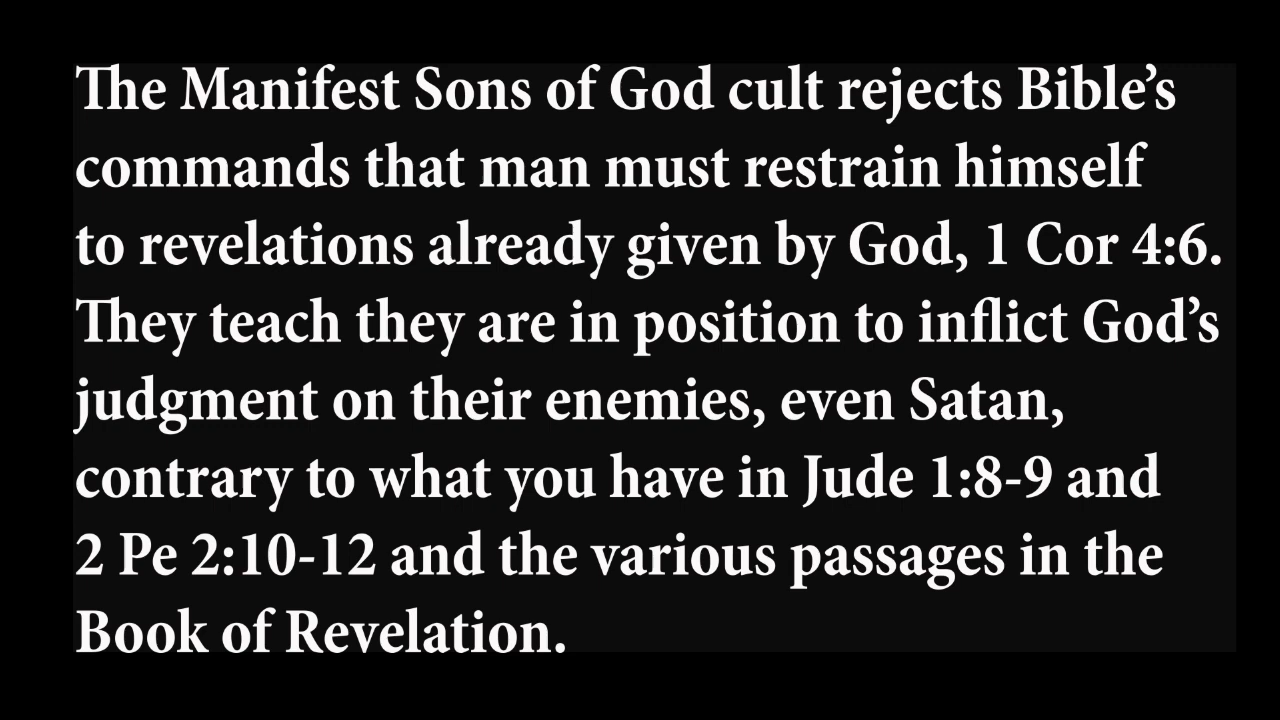 The Manifest Sons of God cult rejects Bible’s
commands that man must restrain himself
to revelations already given by God, 1 Cor 4:6.
They teach they are in position to inflict God’s
judgment on their enemies, even Satan,
contrary to what you have in Jude 1:8-9 and
2 Pe 2:10-12 and the various passages in the
Book of Revelation.